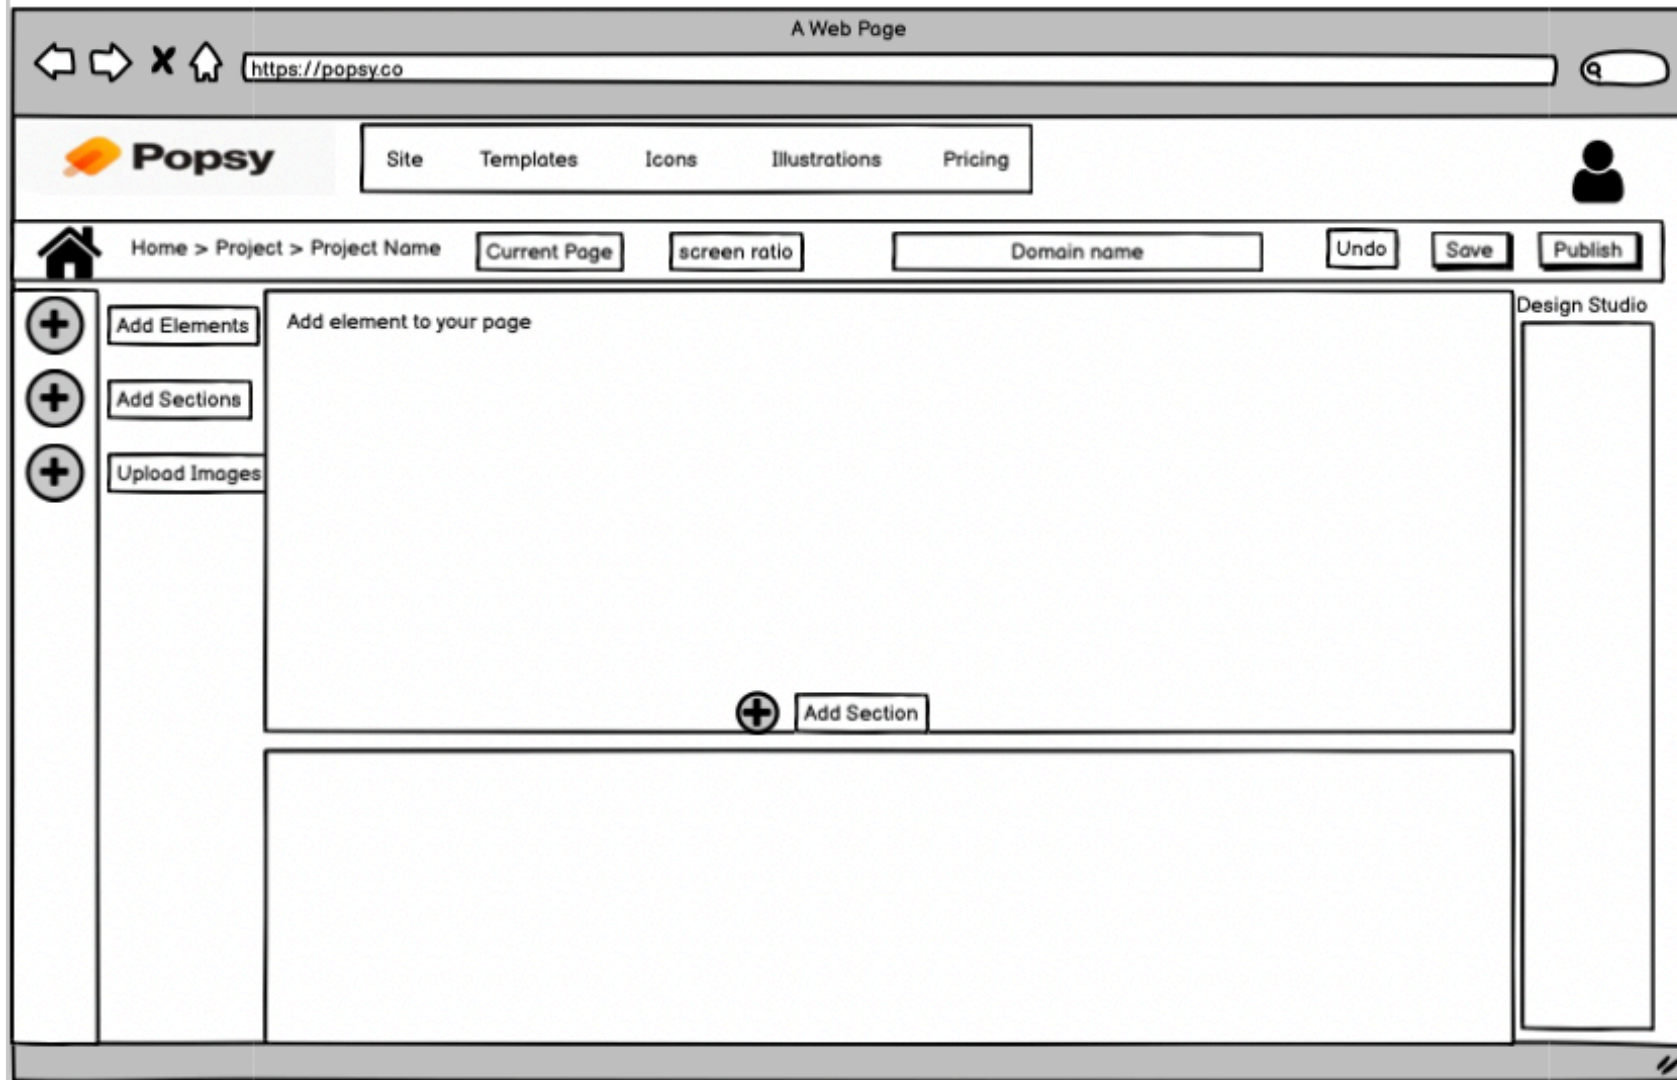 A Web Page
https://popsy.co
Popsy
Site Templates Icons Illustrations Pricing
Home > Project > Project Name Current Page screen ratio Domain name Undo Save Publish
Design Studio
Add Elements
Add element to your page
Add Sections
Upload Images
Add Section